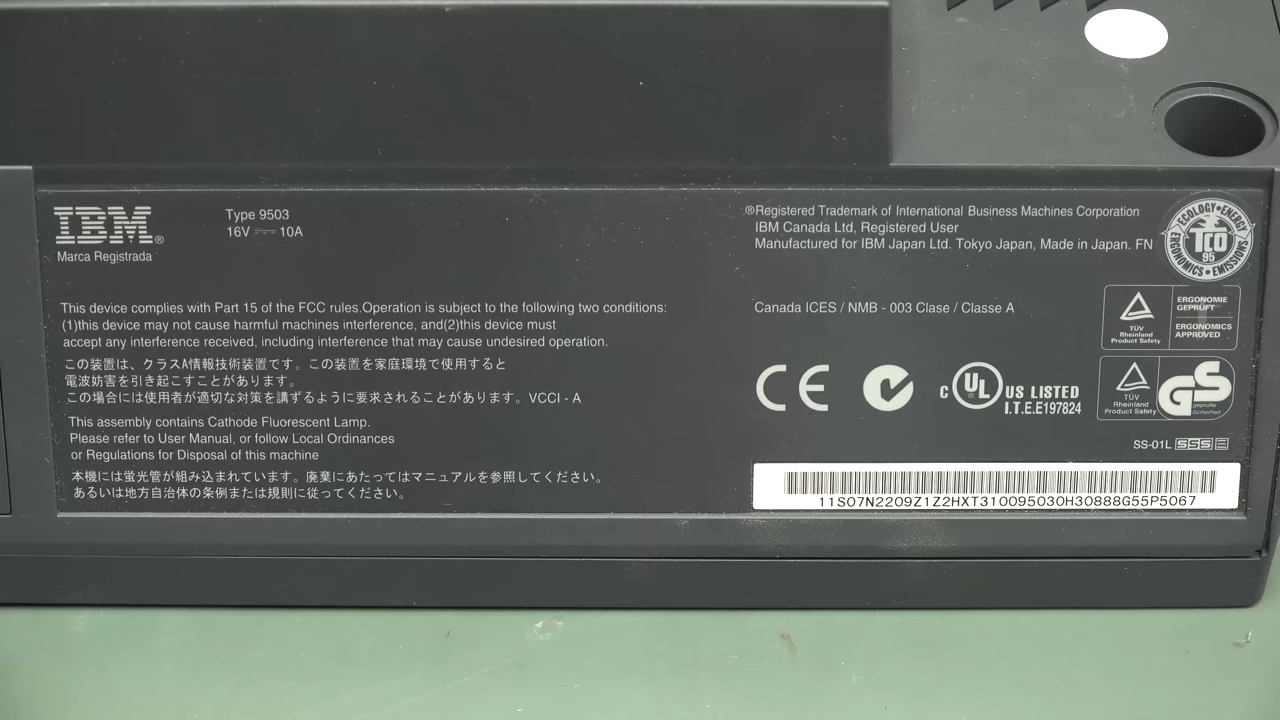 IBM®
Marca Registrada
Type 9503
16V 10A
®Registered Trademark of International Business Machines Corporation
IBM Canada Ltd, Registered User
Manufactured for IBM Japan Ltd. Tokyo Japan, Made in Japan. FN
ECOLOGY•ENERGY
TCO
95
ERGONOMICS•EMISSIONS
This device complies with Part 15 of the FCC rules.Operation is subject to the following two conditions:
(1)this device may not cause harmful machines interference, and(2)this device must
accept any interference received, including interference that may cause undesired operation.
この装置は、クラスA情報技術装置です。この装置を家庭環境で使用すると
電波妨害を引き起こすことがあります。
この場合には使用者が適切な対策を講ずるように要求されることがあります。VCCI - A
This assembly contains Cathode Fluorescent Lamp.
Please refer to User Manual, or follow Local Ordinances
or Regulations for Disposal of this machine
本機には蛍光管が組み込まれています。廃棄にあたってはマニュアルを参照してください。
あるいは地方自治体の条例または規則に従ってください。
Canada ICES / NMB - 003 Clase / Classe A
TÜV
Rheinland
Product Safety
ERGONOMIE
GEPRÜFT
ERGONOMICS
APPROVED
CE
C UL ® US LISTED
I.T.E.E197824
TÜV
Rheinland
Product Safety
GS
geprüfte
Sicherheit
SS-01L
11S07N2209Z1Z2HXT310095030H30888G55P5067